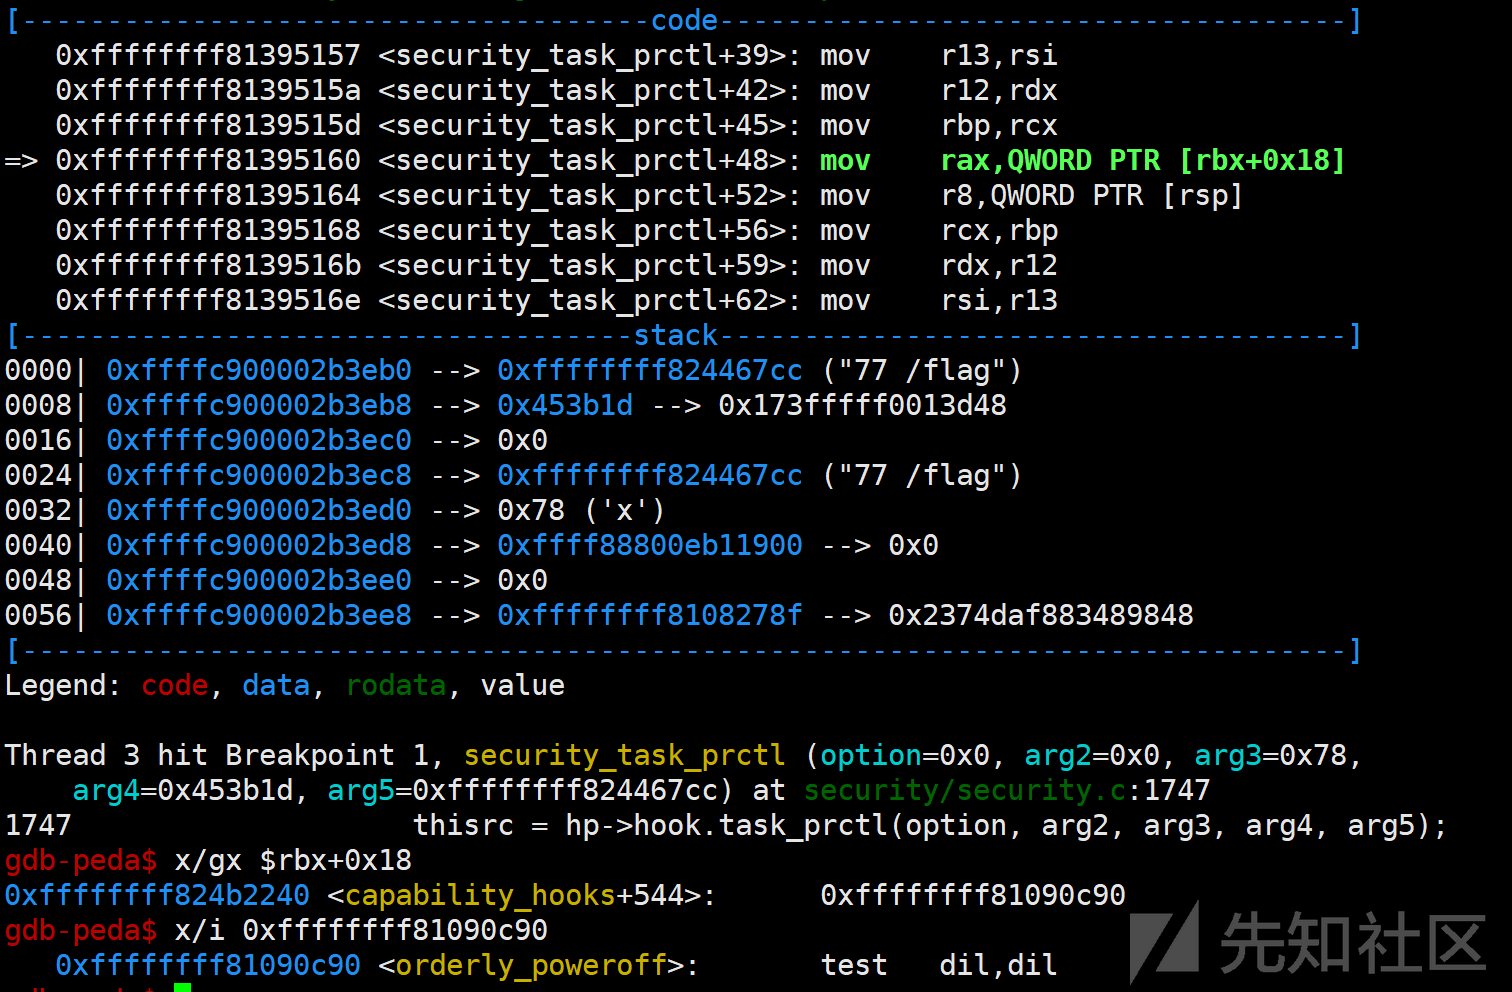 [-------------------------------------code-------------------------------------]
   0xffffffff81395157 <security_task_prctl+39>:	mov    r13,rsi
   0xffffffff8139515a <security_task_prctl+42>:	mov    r12,rdx
   0xffffffff8139515d <security_task_prctl+45>:	mov    rbp,rcx
=> 0xffffffff81395160 <security_task_prctl+48>:	mov    rax,QWORD PTR [rbx+0x18]
   0xffffffff81395164 <security_task_prctl+52>:	mov    r8,QWORD PTR [rsp]
   0xffffffff81395168 <security_task_prctl+56>:	mov    rcx,rbp
   0xffffffff8139516b <security_task_prctl+59>:	mov    rdx,r12
   0xffffffff8139516e <security_task_prctl+62>:	mov    rsi,r13
[------------------------------------stack-------------------------------------]
0000| 0xffffc900002b3eb0 --> 0xffffffff824467cc ("77 /flag")
0008| 0xffffc900002b3eb8 --> 0x453b1d --> 0x173fffff0013d48
0016| 0xffffc900002b3ec0 --> 0x0
0024| 0xffffc900002b3ec8 --> 0xffffffff824467cc ("77 /flag")
0032| 0xffffc900002b3ed0 --> 0x78 ('x')
0040| 0xffffc900002b3ed8 --> 0xffff88800eb11900 --> 0x0
0048| 0xffffc900002b3ee0 --> 0x0
0056| 0xffffc900002b3ee8 --> 0xffffffff8108278f --> 0x2374daf883489848
[------------------------------------------------------------------------------]
Legend: code, data, rodata, value

Thread 3 hit Breakpoint 1, security_task_prctl (option=0x0, arg2=0x0, arg3=0x78,
    arg4=0x453b1d, arg5=0xffffffff824467cc) at security/security.c:1747
1747			thisrc = hp->hook.task_prctl(option, arg2, arg3, arg4, arg5);
gdb-peda$ x/gx $rbx+0x18
0xffffffff824b2240 <capability_hooks+544>:	0xffffffff81090c90
gdb-peda$ x/i 0xffffffff81090c90
   0xffffffff81090c90 <orderly_poweroff>:	test   dil,dil
先知社区